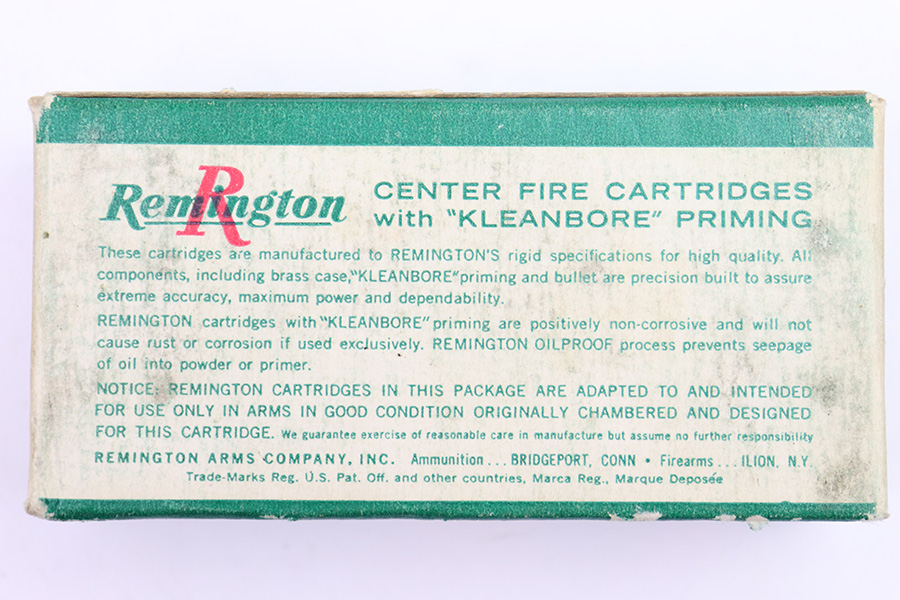 Remington R
CENTER FIRE CARTRIDGES
with "KLEANBORE" PRIMING
These cartridges are manufactured to REMINGTON'S rigid specifications for high quality. All
components, including brass case, "KLEANBORE" priming and bullet are precision built to assure
extreme accuracy, maximum power and dependability.
REMINGTON cartridges with "KLEANBORE" priming are positively non-corrosive and will not
cause rust or corrosion if used exclusively. REMINGTON OILPROOF process prevents seepage
of oil into powder or primer.
NOTICE: REMINGTON CARTRIDGES IN THIS PACKAGE ARE ADAPTED TO AND INTENDED
FOR USE ONLY IN ARMS IN GOOD CONDITION ORIGINALLY CHAMBERED AND DESIGNED
FOR THIS CARTRIDGE. We guarantee exercise of reasonable care in manufacture but assume no further responsibility
REMINGTON ARMS COMPANY, INC. Ammunition... BRIDGEPORT, CONN • Firearms... ILION, N.Y.
Trade-Marks Reg. U.S. Pat. Off. and other countries, Marca Reg., Marque Deposée